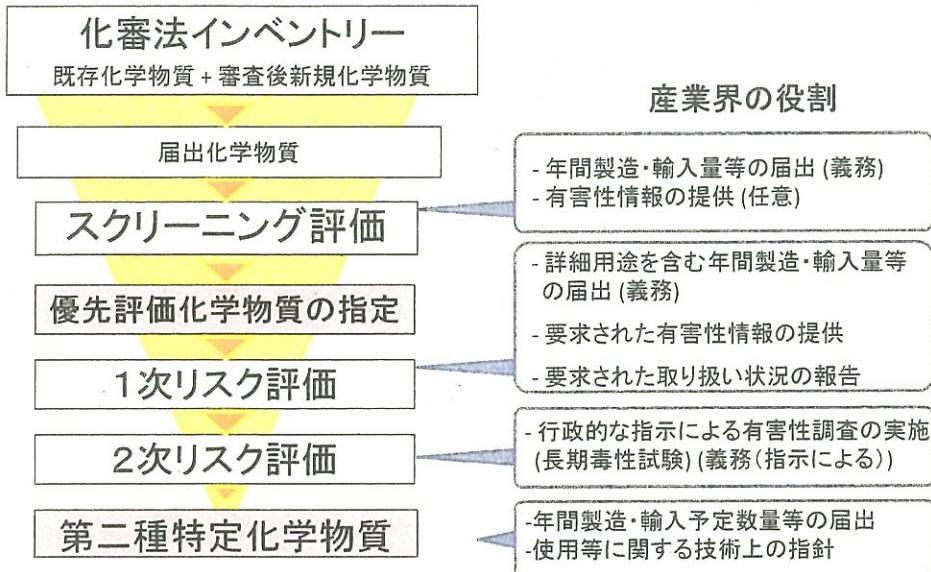 化審法インベントリー
既存化学物質 + 審査後新規化学物質
届出化学物質
スクリーニング評価
優先評価化学物質の指定
1次リスク評価
2次リスク評価
第二種特定化学物質
産業界の役割
- 年間製造・輸入量等の届出 (義務)
- 有害性情報の提供 (任意)
- 詳細用途を含む年間製造・輸入量等
の届出 (義務)
- 要求された有害性情報の提供
- 要求された取り扱い状況の報告
- 行政的な指示による有害性調査の実施
(長期毒性試験) (義務(指示による))
-年間製造・輸入予定数量等の届出
-使用等に関する技術上の指針